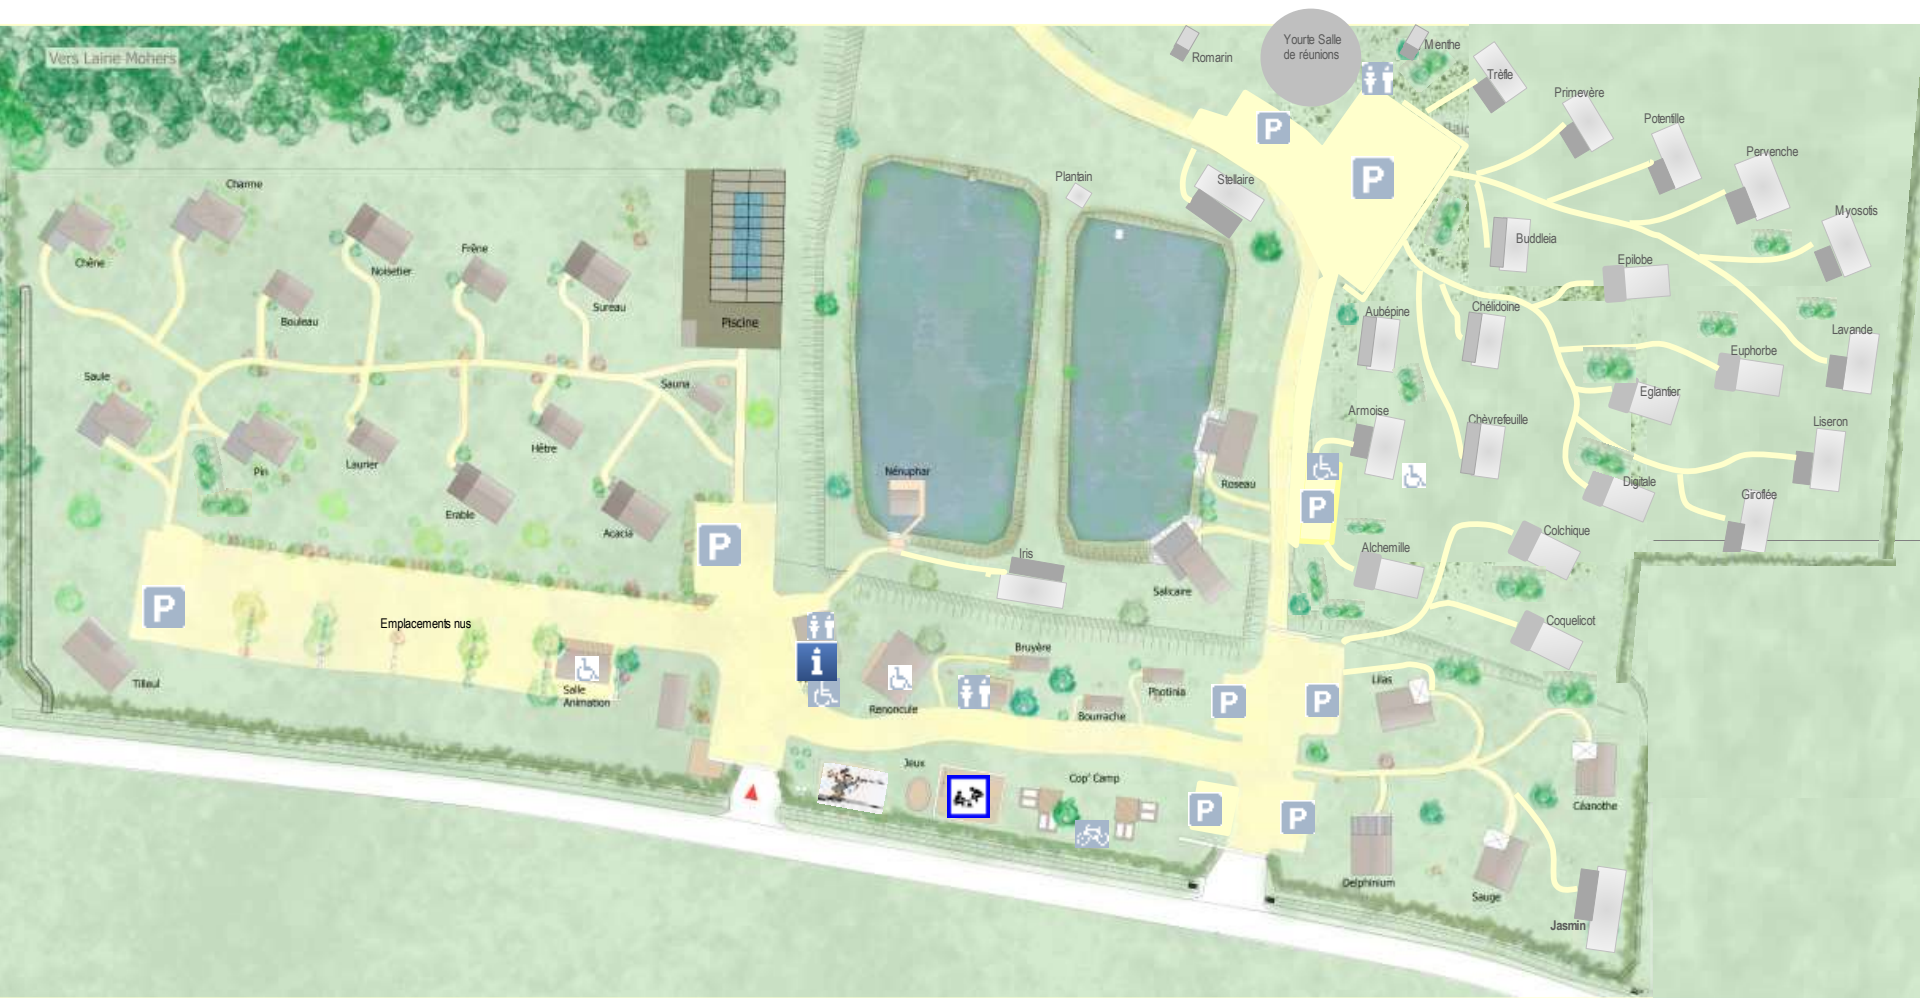 Vers Laine Mohers
Romarin
Yourte Salle
de réunions
Menthe
Trèfle
Primevère
Potentille
Pervenche
Myosotis
P
P
Plantain
Stellaire
Buddleia
Epilobe
Charme
Chêne
Noisetier
Frêne
Bouleau
Sureau
Piscine
Aubépine
Chélidoine
Lavande
Euphorbe
Eglantier
Saule
Sauna
Pin
Laurier
Hêtre
Erable
Acacia
Nénuphar
Roseau
Armoise
Chèvrefeuille
Liseron
Digitale
Giroflée
P
P
Iris
Salicaire
Alchemille
Colchique
Coquelicot
P
Emplacements nus
Tilleul
Salle
Animation
i
Renoncule
Bruyère
Bourrache
Photinia
P
P
Lilas
Jeux
Cop' Camp
P
P
Céanothe
Delphinium
Sauge
Jasmin